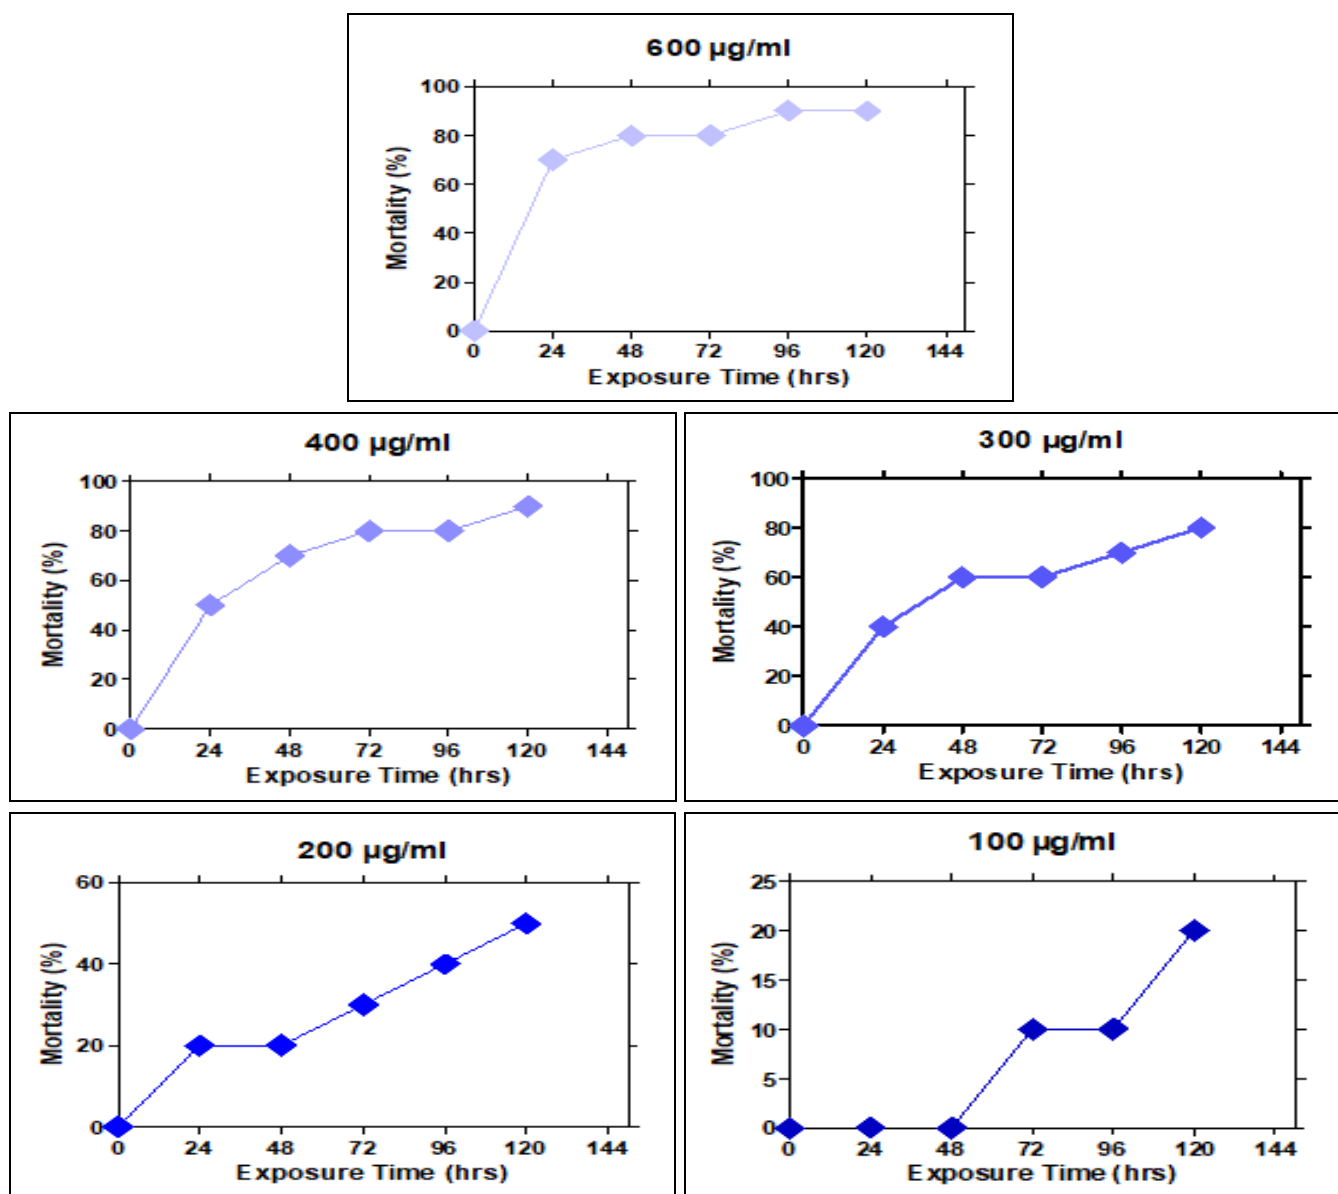 600 µg/ml
Mortality (%)
100
80
60
40
20
0
0 24 48 72 96 120 144
Exposure Time (hrs)
400 µg/ml
Mortality (%)
100
80
60
40
20
0
0 24 48 72 96 120 144
Exposure Time (hrs)
300 µg/ml
Mortality (%)
100
80
60
40
20
0
0 24 48 72 96 120 144
Exposure Time (hrs)
200 µg/ml
Mortality (%)
60
40
20
0
0 24 48 72 96 120 144
Exposure Time (hrs)
100 µg/ml
Mortality (%)
25
20
15
10
5
0
0 24 48 72 96 120 144
Exposure Time (hrs)